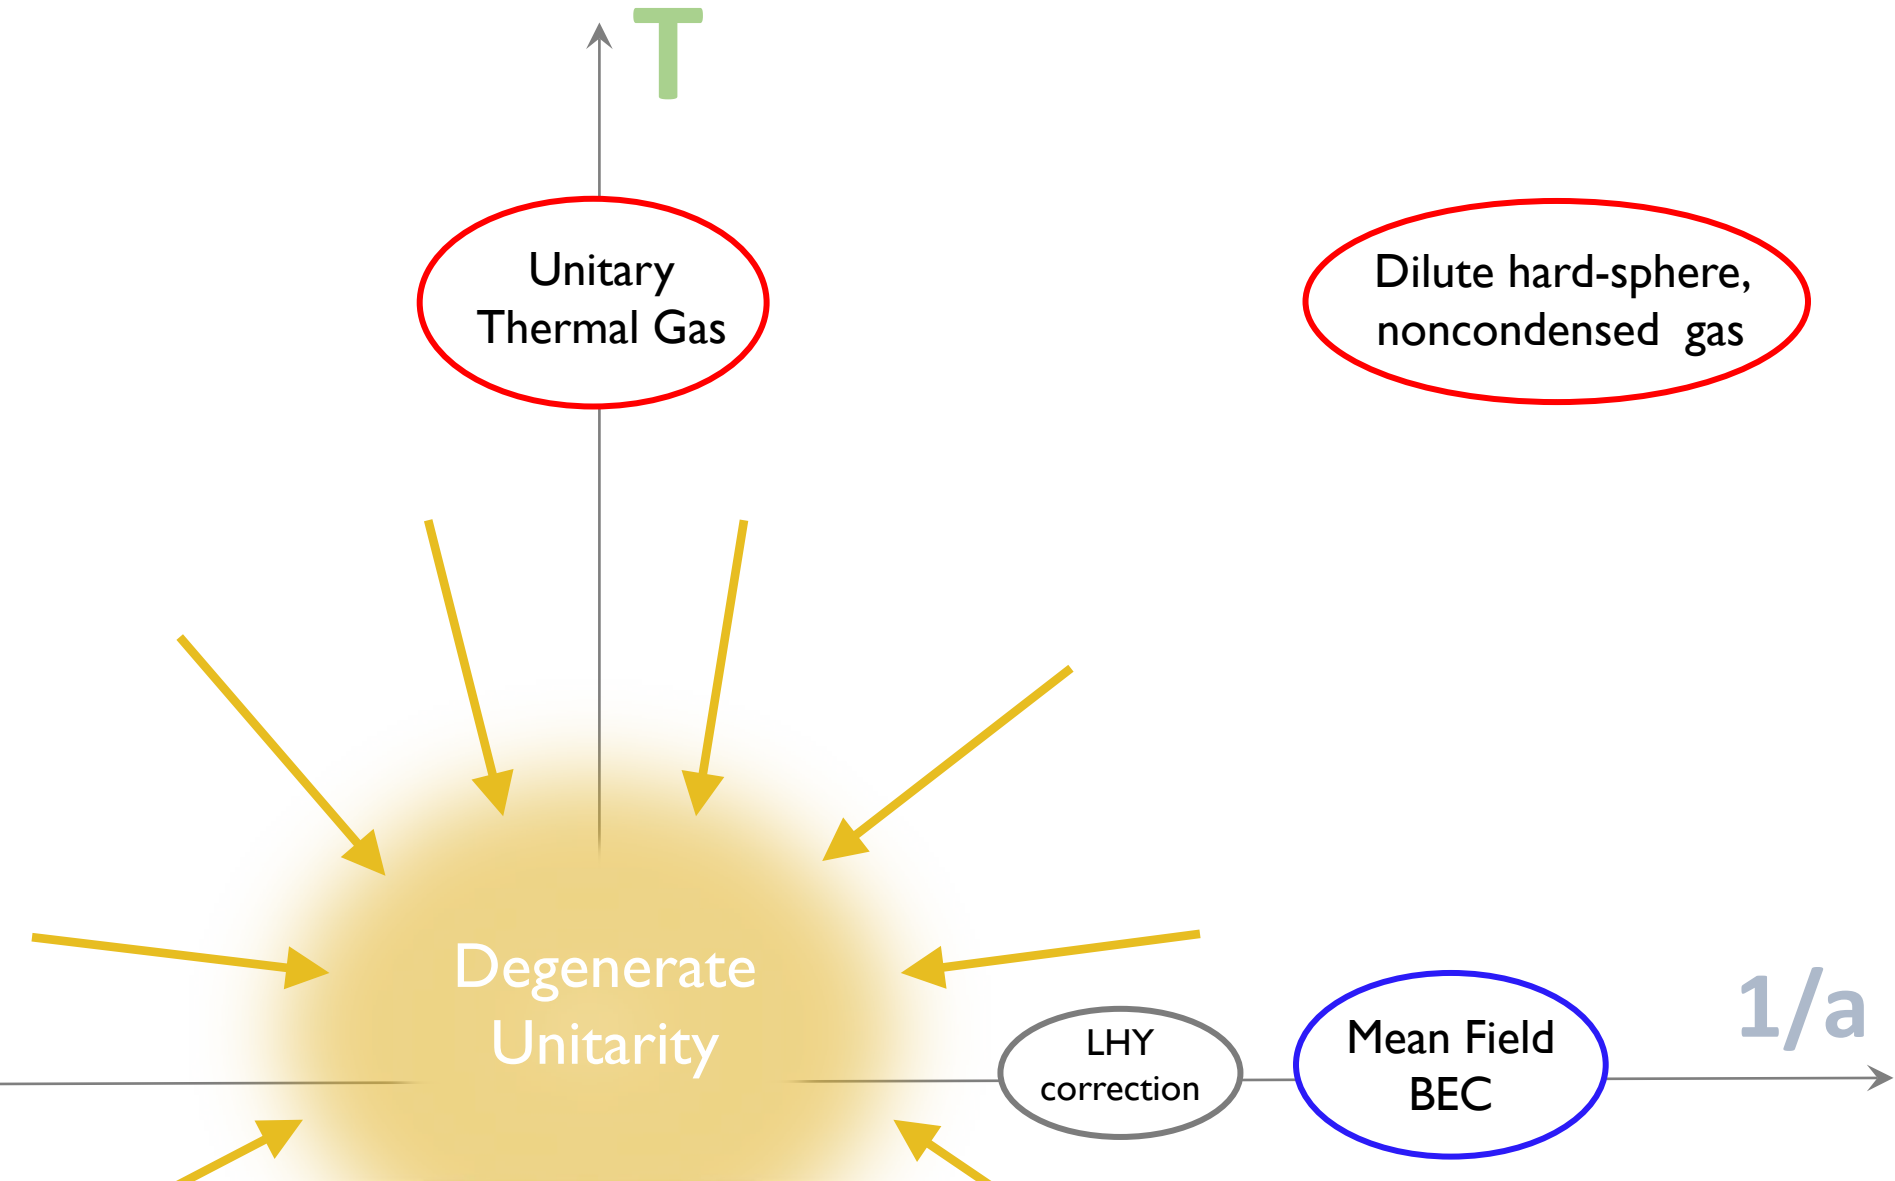 T
Unitary
Thermal Gas
Dilute hard-sphere,
noncondensed gas
Degenerate
Unitarity
LHY
correction
Mean Field
BEC
1/a